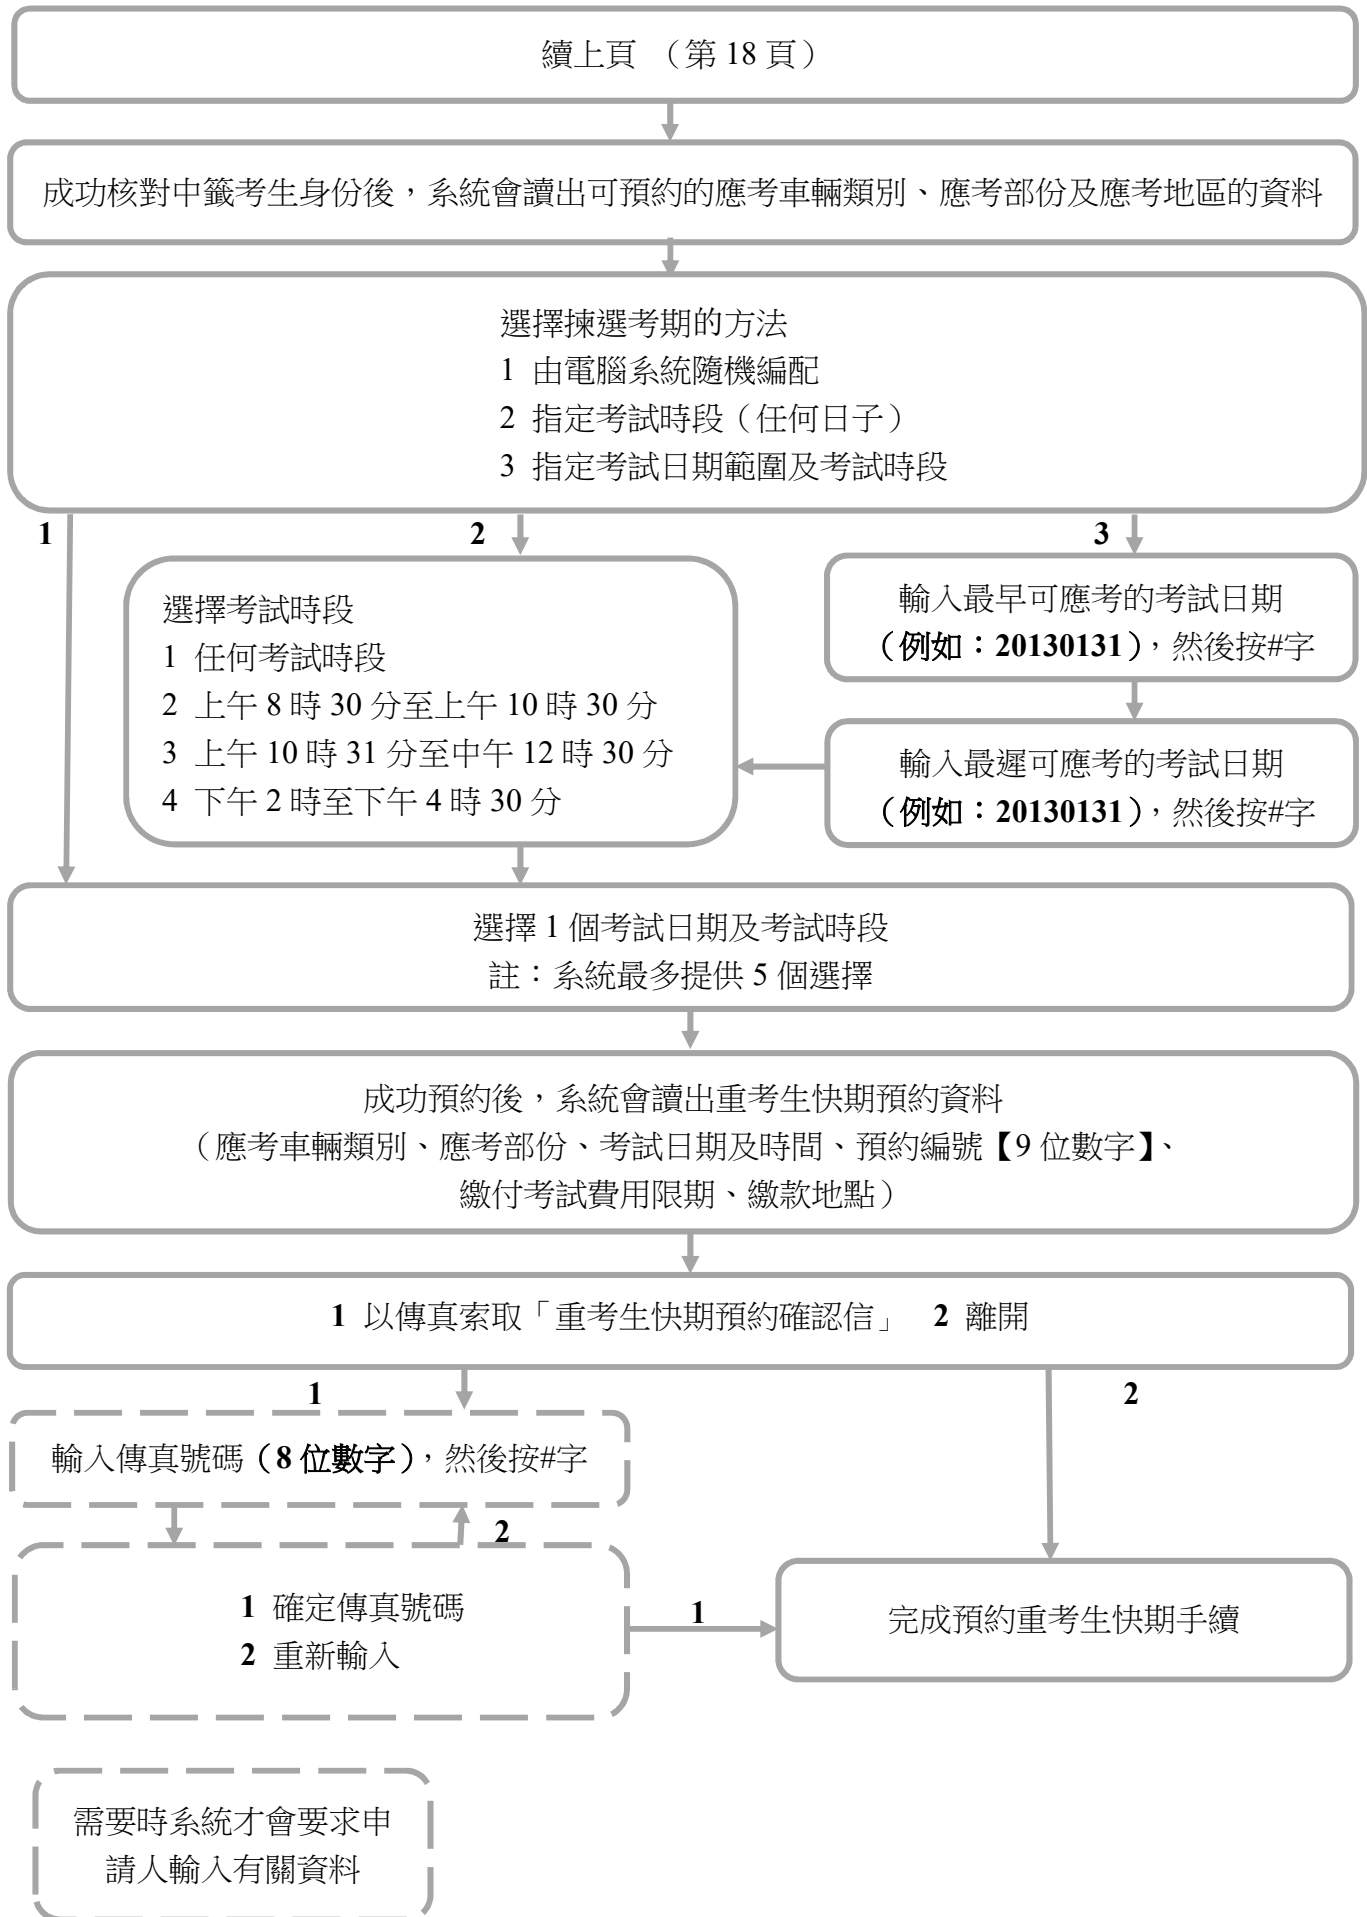 續上頁 （第 18 頁）
成功核對中籤考生身份後，系統會讀出可預約的應考車輛類別、應考部份及應考地區的資料
選擇揀選考期的方法
1 由電腦系統隨機編配
2 指定考試時段（任何日子）
3 指定考試日期範圍及考試時段
1
2
3
選擇考試時段
1 任何考試時段
2 上午 8 時 30 分至上午 10 時 30 分
3 上午 10 時 31 分至中午 12 時 30 分
4 下午 2 時至下午 4 時 30 分
輸入最早可應考的考試日期
（例如：20130131），然後按#字
輸入最遲可應考的考試日期
（例如：20130131），然後按#字
選擇 1 個考試日期及考試時段
註：系統最多提供 5 個選擇
成功預約後，系統會讀出重考生快期預約資料
（應考車輛類別、應考部份、考試日期及時間、預約編號【9 位數字】、
繳付考試費用限期、繳款地點）
1 以傳真索取「重考生快期預約確認信」 2 離開
1
2
輸入傳真號碼（8 位數字），然後按#字
2
1 確定傳真號碼
2 重新輸入
1
完成預約重考生快期手續
需要時系統才會要求申
請人輸入有關資料